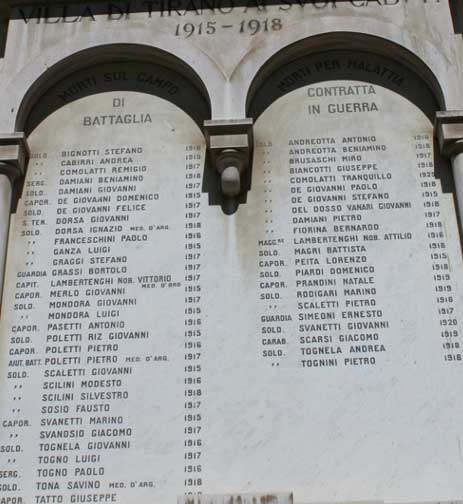 VILLA DI TIRANO AI SUOI CADUTI
1915-1918
MORTI SUL CAMPO
DI
BATTAGLIA
SOLD. BIGNOTTI STEFANO 1918
,, CABIRRI ANDREA 1915
,, COMOLATTI REMIGIO 1917
SERG. DAMIANI BENIAMINO 1918
SOLD. DAMIANI GIOVANNI 1917
CAPOR. DE GIOVANNI DOMENICO 1915
SOLD. DE GIOVANNI FELICE 1916
S. TEN. DORSA GIOVANNI 1917
SOLD. DORSA IGNAZIO MED. D'ARG. 1918
,, FRANCESCHINI PAOLO 1916
,, GANZA LUIGI 1915
,, GRAGGI STEFANO 1917
GUARDIA GRASSI BORTOLO 1917
CAPIT. LAMBERTENGHI NOB. VITTORIO MED. D'ORO 1917
CAPOR. MERLO GIOVANNI 1915
SOLD. MONDORA GIOVANNI 1917
,, MONDORA LUIGI 1915
CAPOR. PASETTI ANTONIO 1916
SOLD. POLETTI RIZ GIOVANNI 1915
CAPOR. POLETTI PIETRO 1916
AIUT. BATT. POLETTI PIETRO MED. D'ARG. 1917
SOLD. SCALETTI GIOVANNI 1915
,, SCILINI MODESTO 1916
,, SCILINI SILVESTRO 1918
,, SOSIO FAUSTO 1917
CAPOR. SVANETTI MARINO 1915
,, SVANOSIO GIACOMO 1917
SOLD. TOGNELA GIOVANNI 1916
,, TOGNO LUIGI 1917
SERG. TOGNO PAOLO 1916
SOLD. TONA SAVINO MED. D'ARG. 1918
CAPOR. TATTO GIUSEPPE
MORTI PER MALATTIA
CONTRATTA
IN GUERRA
SOLD. ANDREOTTA ANTONIO 1916
,, ANDREOTTA BENIAMINO 1918
,, BRUSASCHI MIRO 1917
,, BIANCOTTI GIUSEPPE 1918
,, COMOLATTI TRANQUILLO
,, DE GIOVANNI PAOLO 1918
,, DE GIOVANNI STEFANO 1915
,, DEL DOSSO VANARI GIOVANNI 1918
,, DAMIANI PIETRO 1917
,, FIORINA BERNARDO 1918
LAMBERTENGHI NOB. ATTILIO 1916
SOLD. MAGRI BATTISTA 1918
CAPOR. PEITA LORENZO 1915
SOLD. PIARDI DOMENICO 1918
CAPOR. PRANDINI NATALE 1919
SOLD. RODIGARI MARINO 1918
,, SCALETTI PIETRO 1916
GUARDIA SIMEONI ERNESTO 1917
SOLD. SVANETTI GIOVANNI 1920
CARAB. SCARSI GIACOMO 1919
SOLD. TOGNELA ANDREA 1918
,, TOGNINI PIETRO 1918